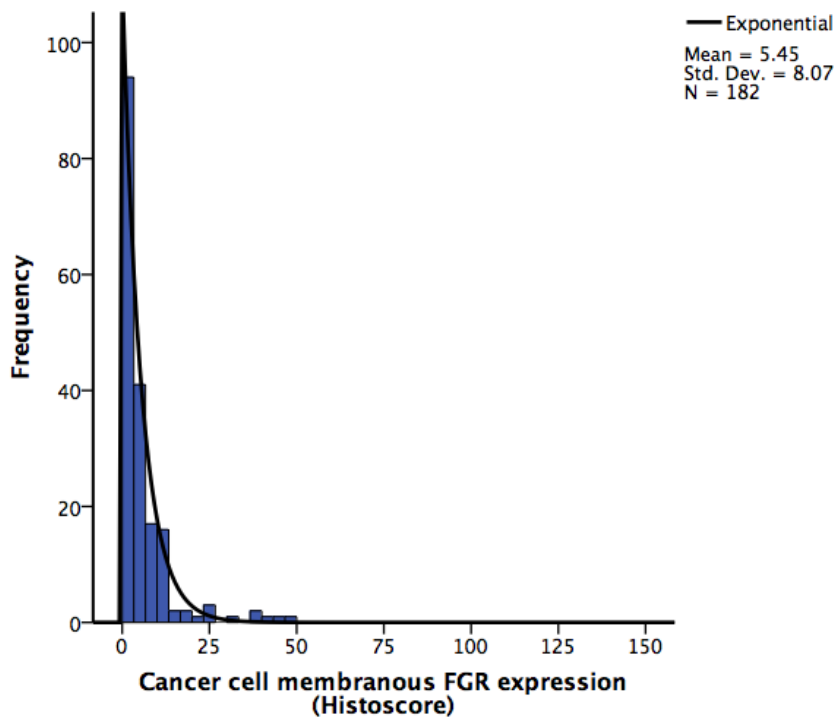 Exponential
Mean = 5.45
Std. Dev. = 8.07
N = 182
Frequency
100
80
60
40
20
0
0 25 50 75 100 125 150
Cancer cell membranous FGR expression
(Histoscore)